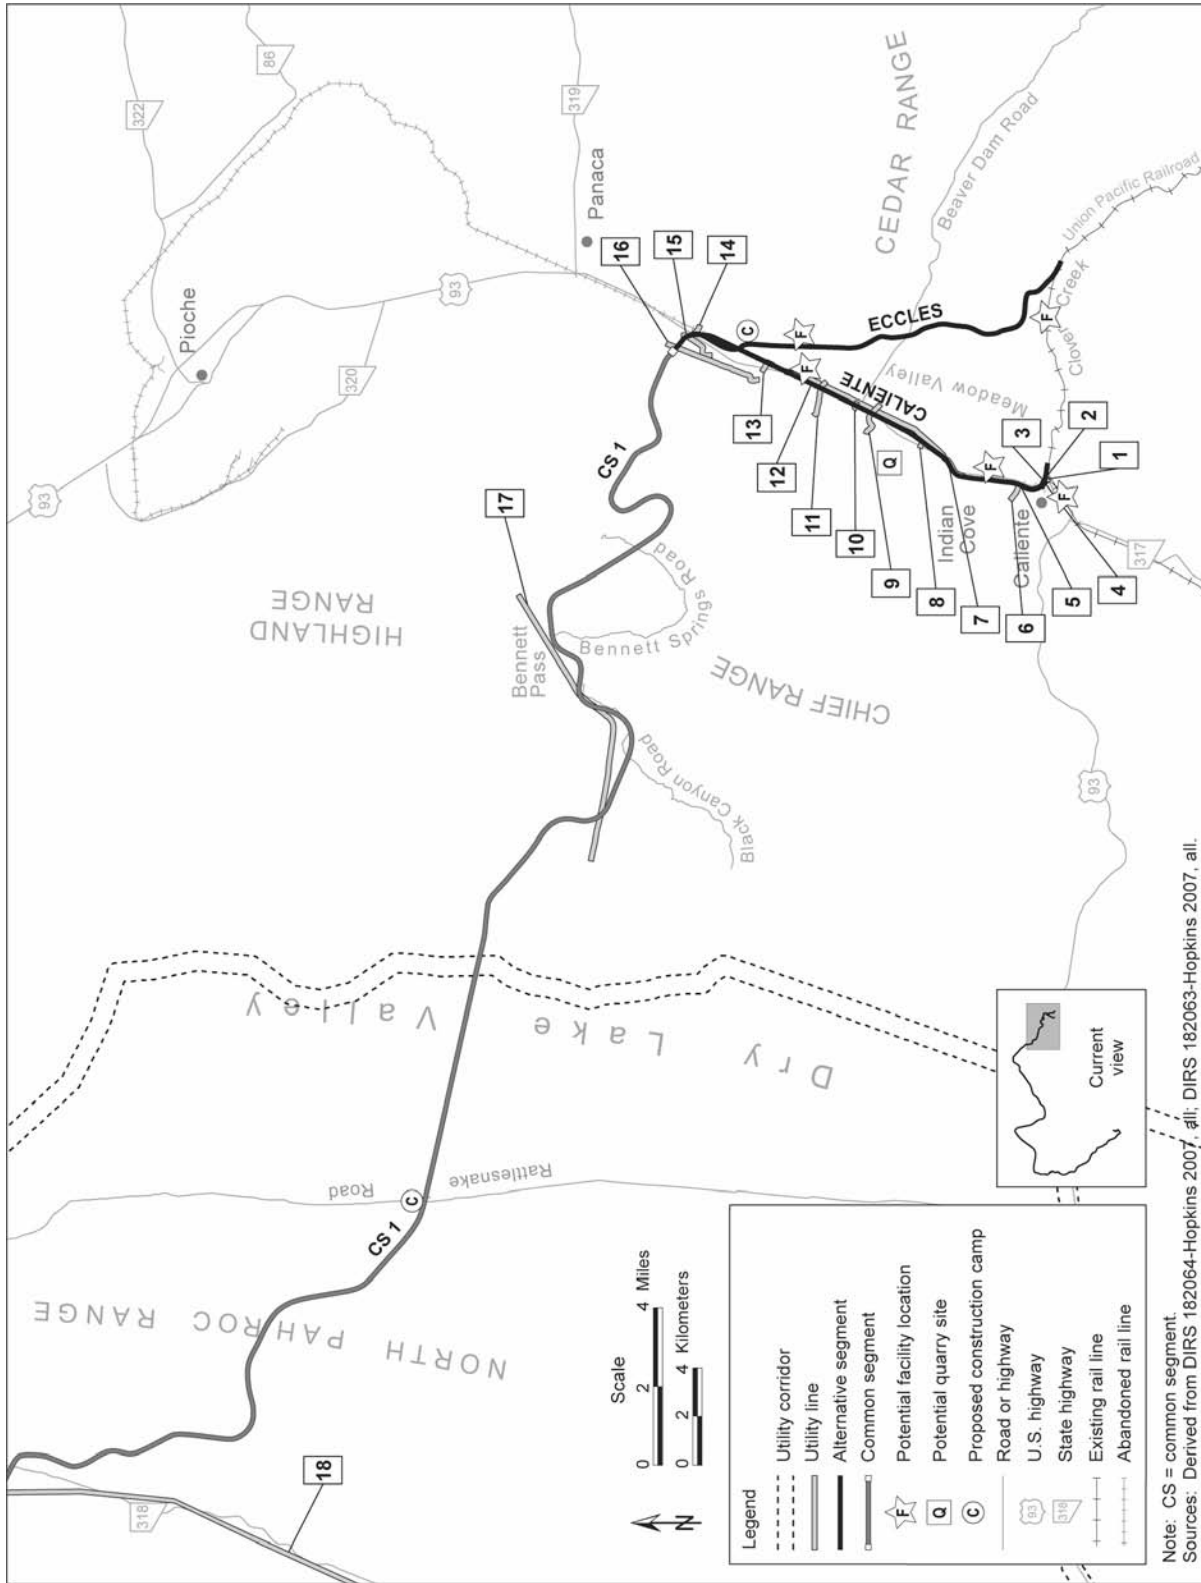 93
322
86
Pioche
320
93
319
Panaca
HIGHLAND
RANGE
17
16
15
14
CS 1
C
F
ECCLES
CEDAR RANGE
Beaver Dam Road
Union Pacific Railroad
Clover Creek
F
Meadow Valley
CALIENTE
F
13
12
11
10
9
Q
8
7
Indian
Cove
F
3
2
1
F
Caliente
6
5
4
317
Bennett
Pass
Bennett Springs Road
CHIEF RANGE
Black Canyon Road
93
Dry Lake Valley
Rattlesnake Road
C
CS 1
NORTH PAHROC RANGE
318
18
Current
view
N
Scale
0 2 4 Miles
0 2 4 Kilometers
Legend
Utility corridor
Utility line
Alternative segment
Common segment
F Potential facility location
Q Potential quarry site
C Proposed construction camp
Road or highway
93 U.S. highway
318 State highway
Existing rail line
Abandoned rail line
Note: CS = common segment.
Sources: Derived from DIRS 182064-Hopkins 2007, all; DIRS 182063-Hopkins 2007, all.